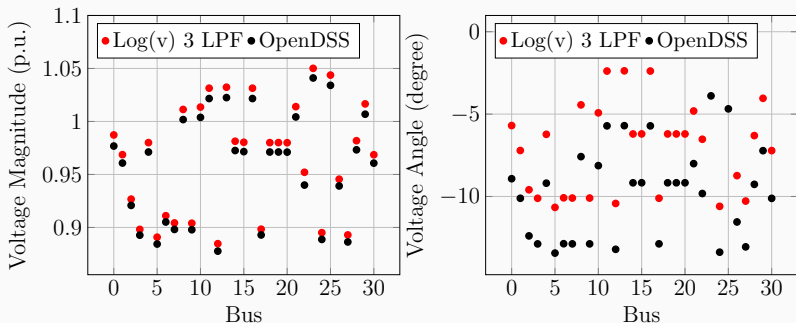 1.1
1.05
1
0.95
0.9
Voltage Magnitude (p.u.)
Log(v) 3 LPF OpenDSS
0 5 10 15 20 25 30
Bus
0
−5
−10
Voltage Angle (degree)
Log(v) 3 LPF OpenDSS
0 5 10 15 20 25 30
Bus